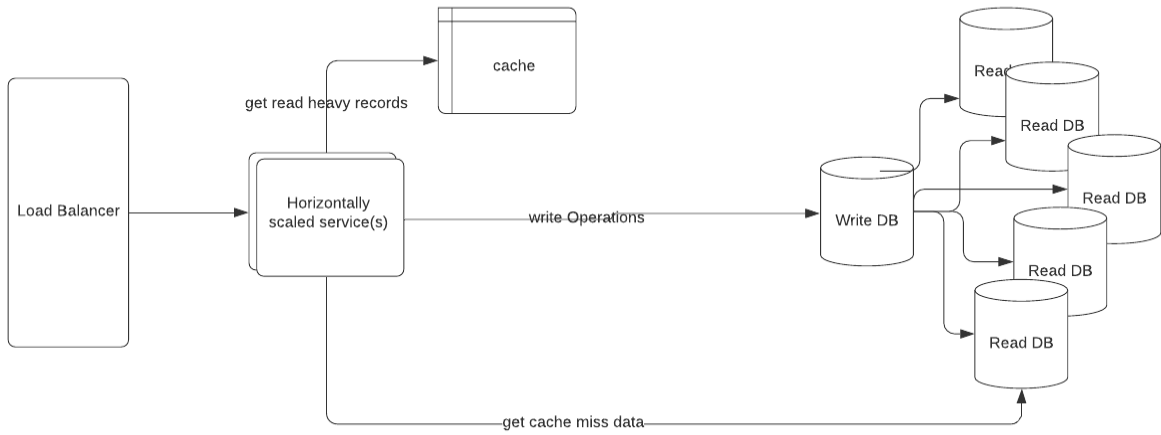 cache
Read
get read heavy records
Read DB
Load Balancer
Horizontally
scaled service(s)
write Operations
Write DB
Read DB
Read DB
Read DB
get cache miss data